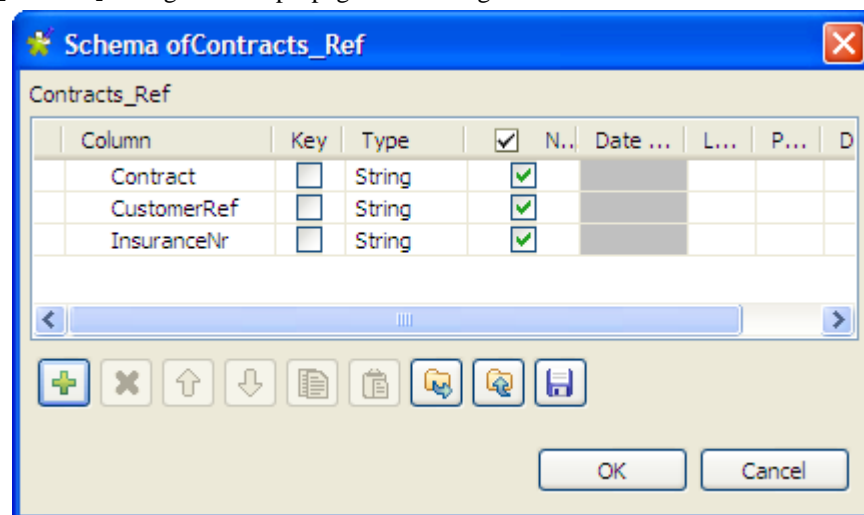 Schema ofContracts_Ref
Contracts_Ref
Column Key Type N.. Date ... L... P... D
Contract String
CustomerRef String
InsuranceNr String
OK Cancel